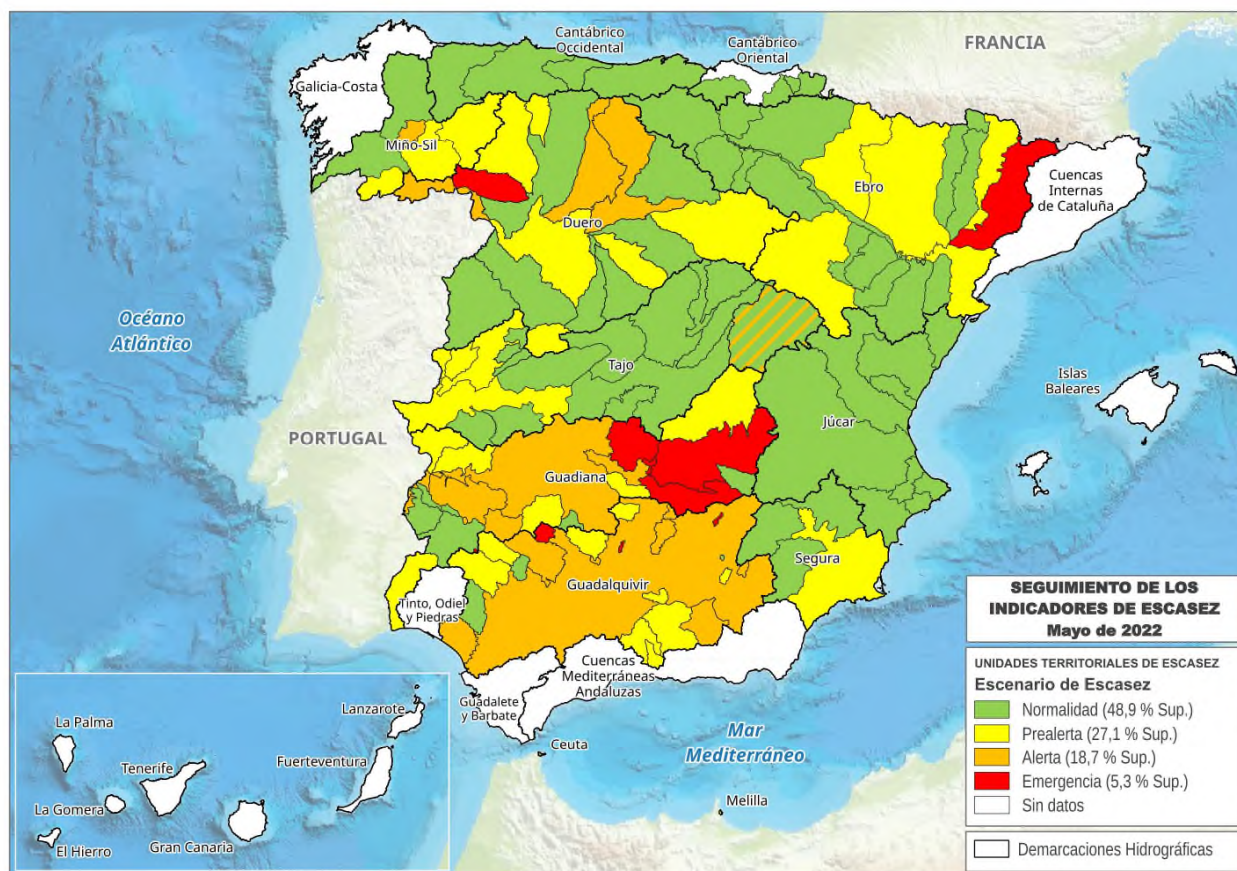 Cantábrico
Occidental
Cantábrico
Oriental
FRANCIA
Galicia-Costa
Miño-Sil
Ebro
Cuencas
Internas
de Cataluña
Duero
Océano
Atlántico
Tajo
Islas
Baleares
Júcar
PORTUGAL
Guadiana
Segura
Guadalquivir
Tinto, Odiel
y Piedras
Cuencas
Mediterráneas
Andaluzas
Guadalete
y Barbate
Mar
Mediterráneo
Ceuta
Melilla
La Palma
Lanzarote
Tenerife
Fuerteventura
La Gomera
El Hierro
Gran Canaria
SEGUIMIENTO DE LOS
INDICADORES DE ESCASEZ
Mayo de 2022
UNIDADES TERRITORIALES DE ESCASEZ
Escenario de Escasez
Normalidad (48,9 % Sup.)
Prealerta (27,1 % Sup.)
Alerta (18,7 % Sup.)
Emergencia (5,3 % Sup.)
Sin datos
Demarcaciones Hidrográficas